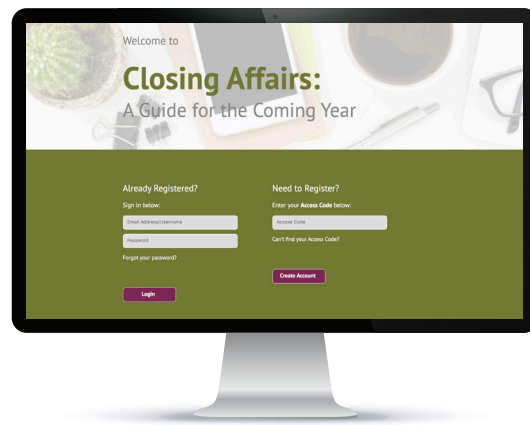 Welcome to
Closing Affairs:
A Guide for the Coming Year
Already Registered?
Sign in below:
Email Address/Username
Password
Forgot your password?
Login
Need to Register?
Enter your Access Code below:
Access Code
Can't find your Access Code?
Create Account